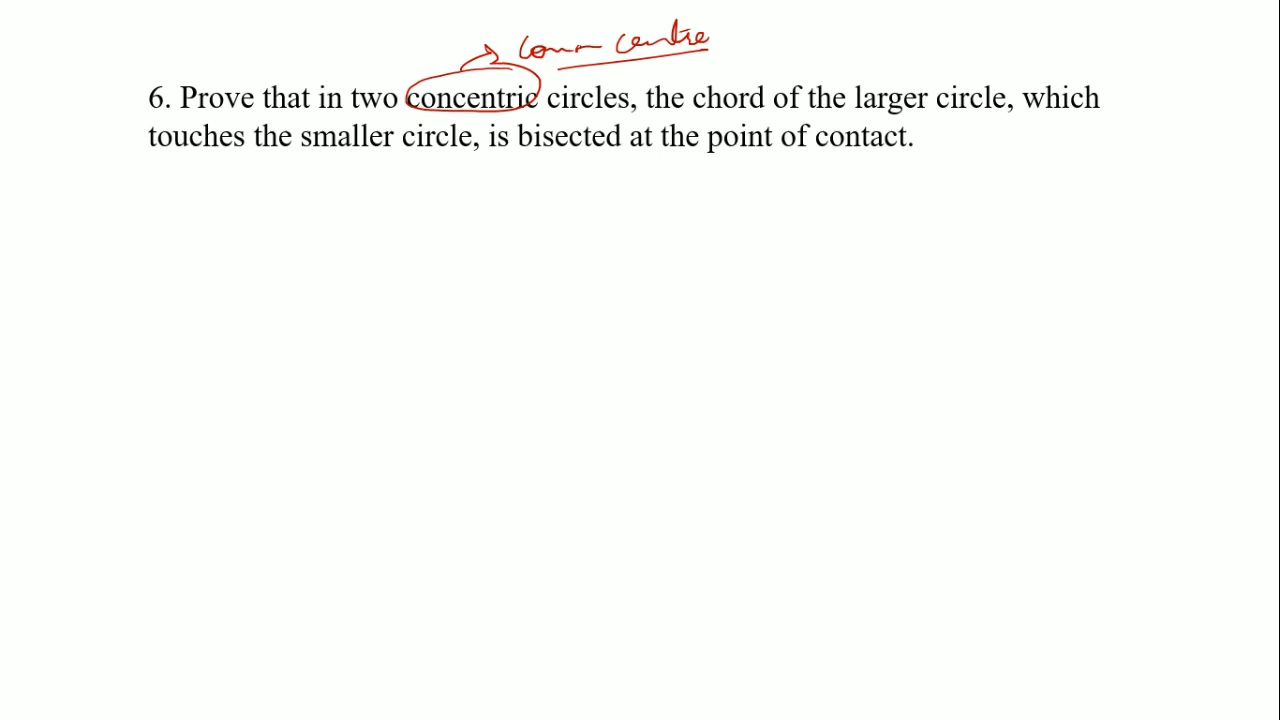 centre
6. Prove that in two concentric circles, the chord of the larger circle, which
touches the smaller circle, is bisected at the point of contact.